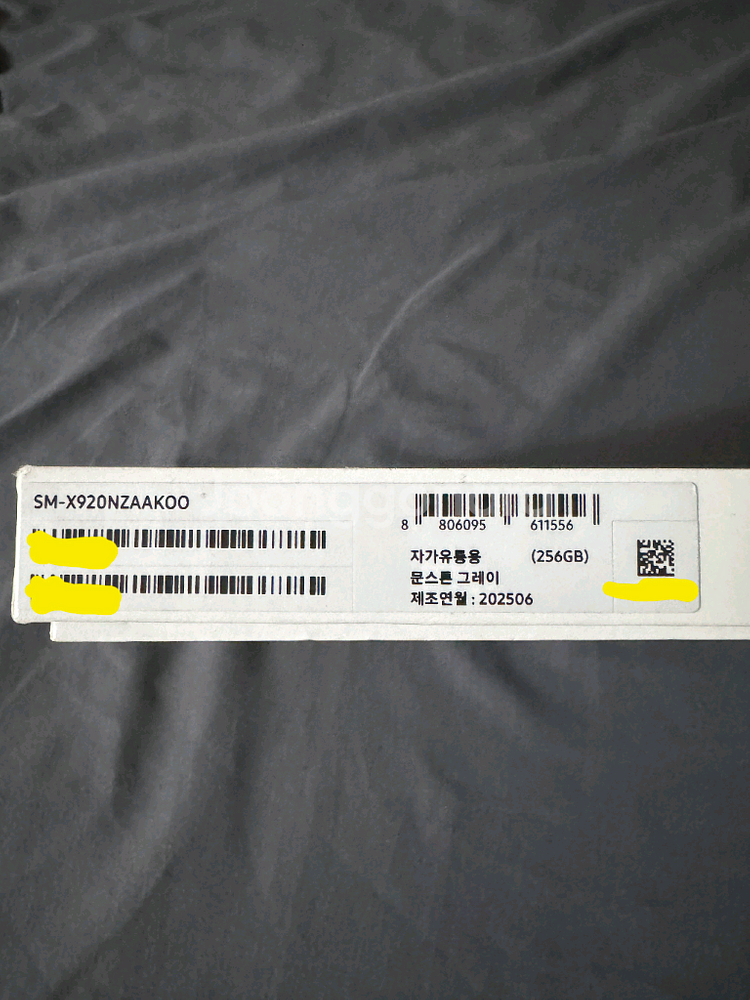 SM-X920NZAAKOO
8 806095 611556
자가유통용 (256GB)
문스톤 그레이
제조연월 : 202506